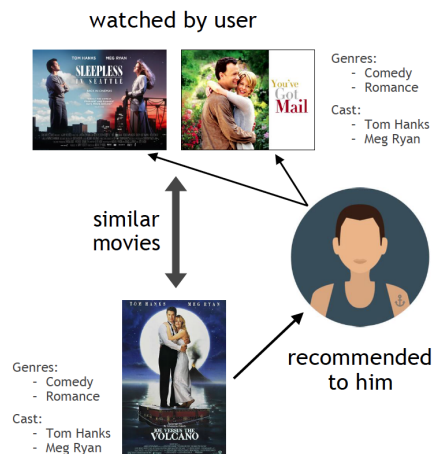 watched by user
TOM HANKS MEG RYAN
SLEEPLESS
IN SEATTLE
You've
Got
Mail
Genres:
- Comedy
- Romance
Cast:
- Tom Hanks
- Meg Ryan
similar
movies
recommended
to him
TOM HANKS MEG RYAN
JOE VERSUS THE
VOLCANO
Genres:
- Comedy
- Romance
Cast:
- Tom Hanks
- Meg Ryan